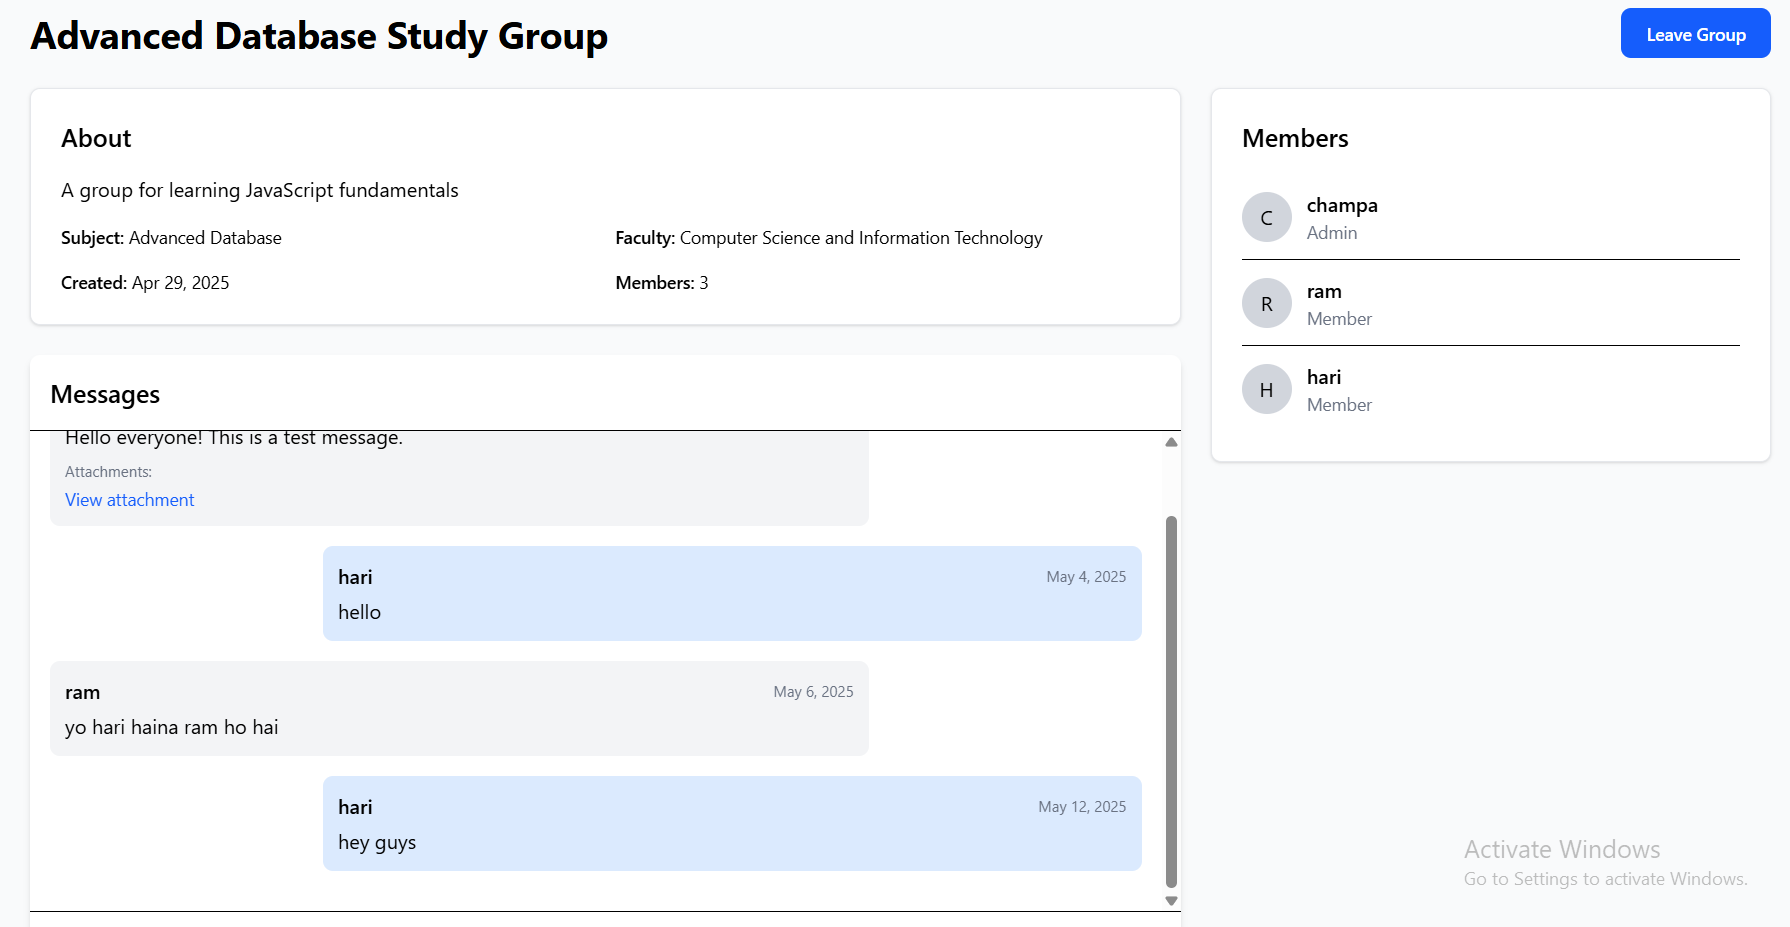 Advanced Database Study Group
Leave Group
About
A group for learning JavaScript fundamentals
Subject: Advanced Database
Faculty: Computer Science and Information Technology
Created: Apr 29, 2025
Members: 3
Members
C
champa
Admin
R
ram
Member
H
hari
Member
Messages
Hello everyone! This is a test message.
Attachments:
View attachment
hari
May 4, 2025
hello
ram
May 6, 2025
yo hari haina ram ho hai
hari
May 12, 2025
hey guys
Activate Windows
Go to Settings to activate Windows.